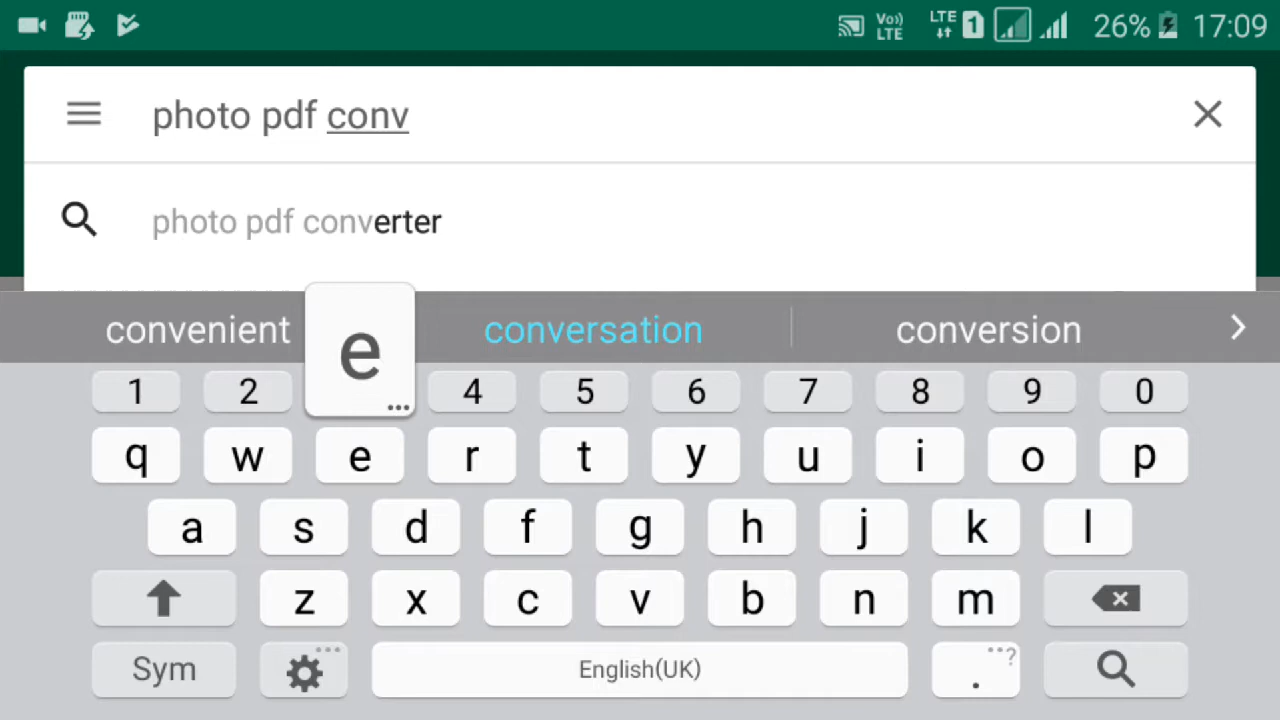 Vo)) LTE LTE 1 26% 17:09
photo pdf conv
photo pdf converter
convenient e conversation conversion
...
1 2 4 5 6 7 8 9 0
q w e r t y u i o p
a s d f g h j k l
z x c v b n m
Sym ... English(UK) ...? .